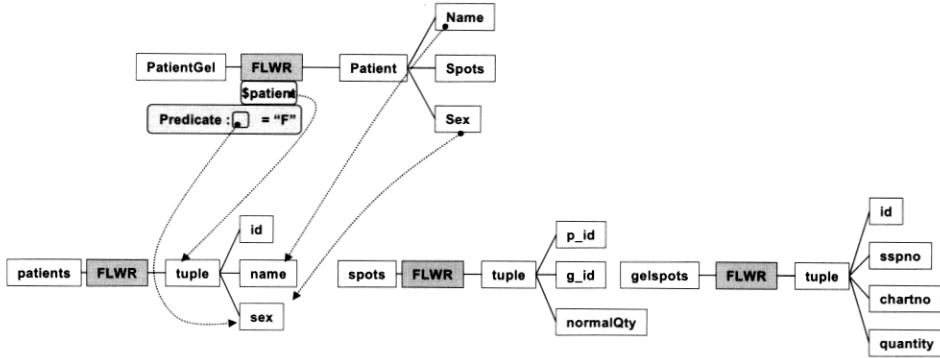 Name
PatientGel FLWR Patient Spots
$patient
Predicate : = “F” Sex
id
patients FLWR tuple name
sex
p_id
spots FLWR tuple g_id
normalQty
id
sspno
gelspots FLWR tuple
chartno
quantity